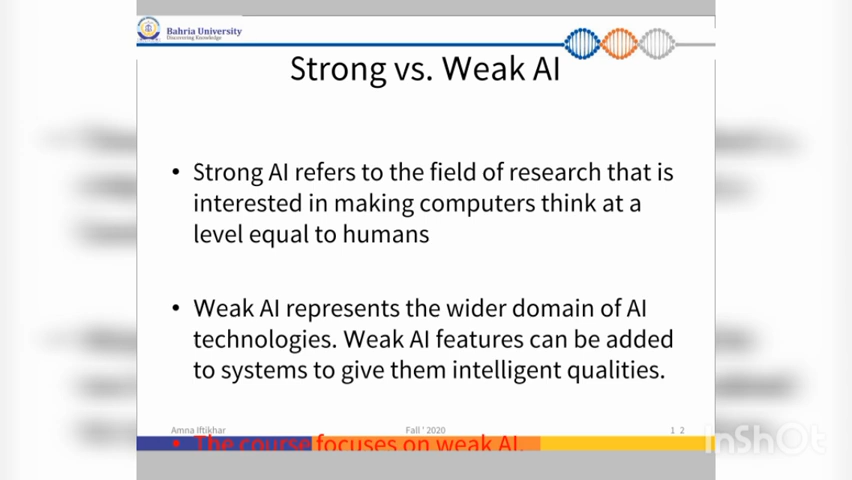 Bahria University
Discovering Knowledge
Strong vs. Weak AI
• Strong AI refers to the field of research that is
interested in making computers think at a
level equal to humans
• Weak AI represents the wider domain of AI
technologies. Weak AI features can be added
to systems to give them intelligent qualities.
Amna Iftikhar
Fall ' 2020
1 2
• The course focuses on weak AI.
InShOt